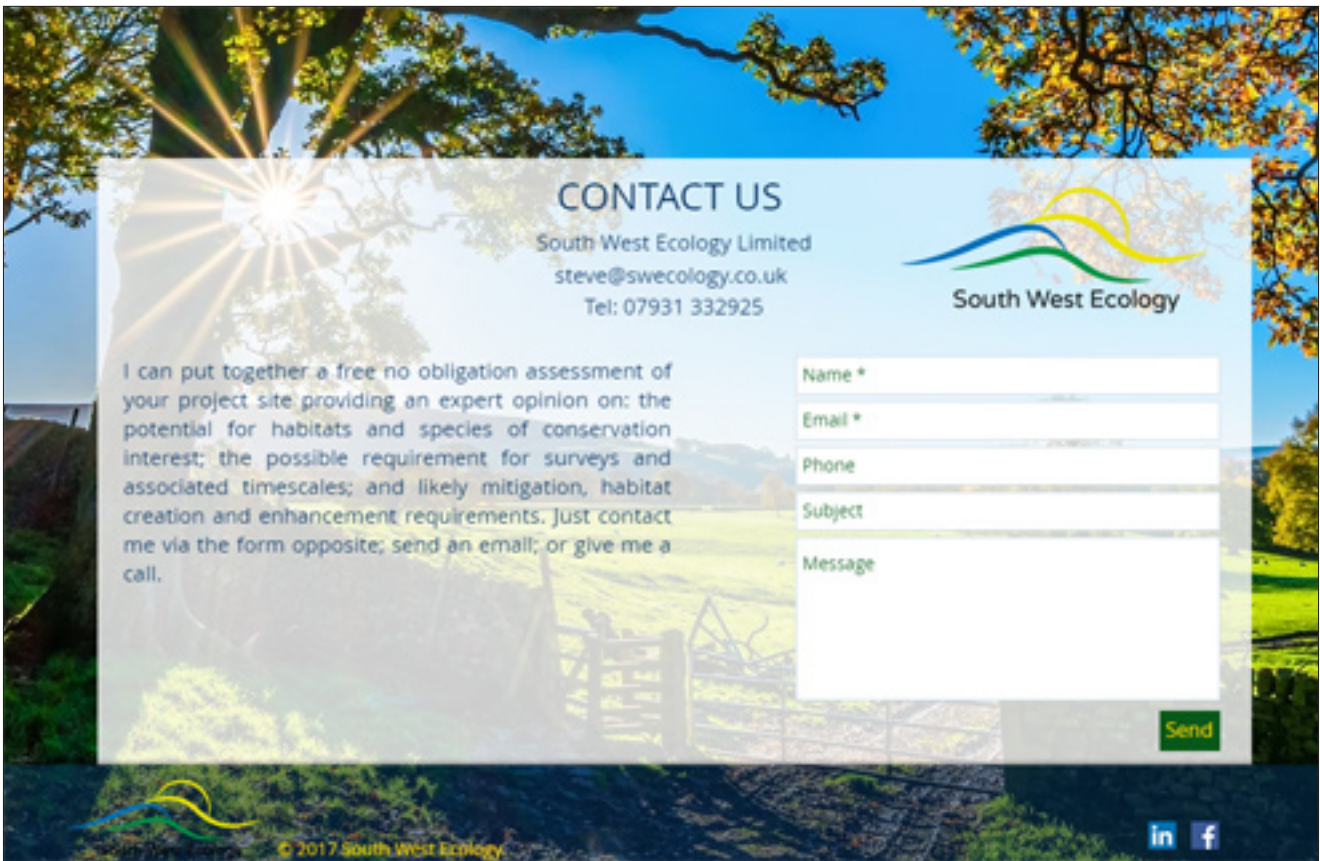 CONTACT US
South West Ecology Limited
steve@swecology.co.uk
Tel: 07931 332925
South West Ecology
I can put together a free no obligation assessment of
your project site providing an expert opinion on: the
potential for habitats and species of conservation
interest; the possible requirement for surveys and
associated timescales; and likely mitigation, habitat
creation and enhancement requirements. Just contact
me via the form opposite; send an email; or give me a
call.
Name *
Email *
Phone
Subject
Message
Send
© 2017 South West Ecology.
in f